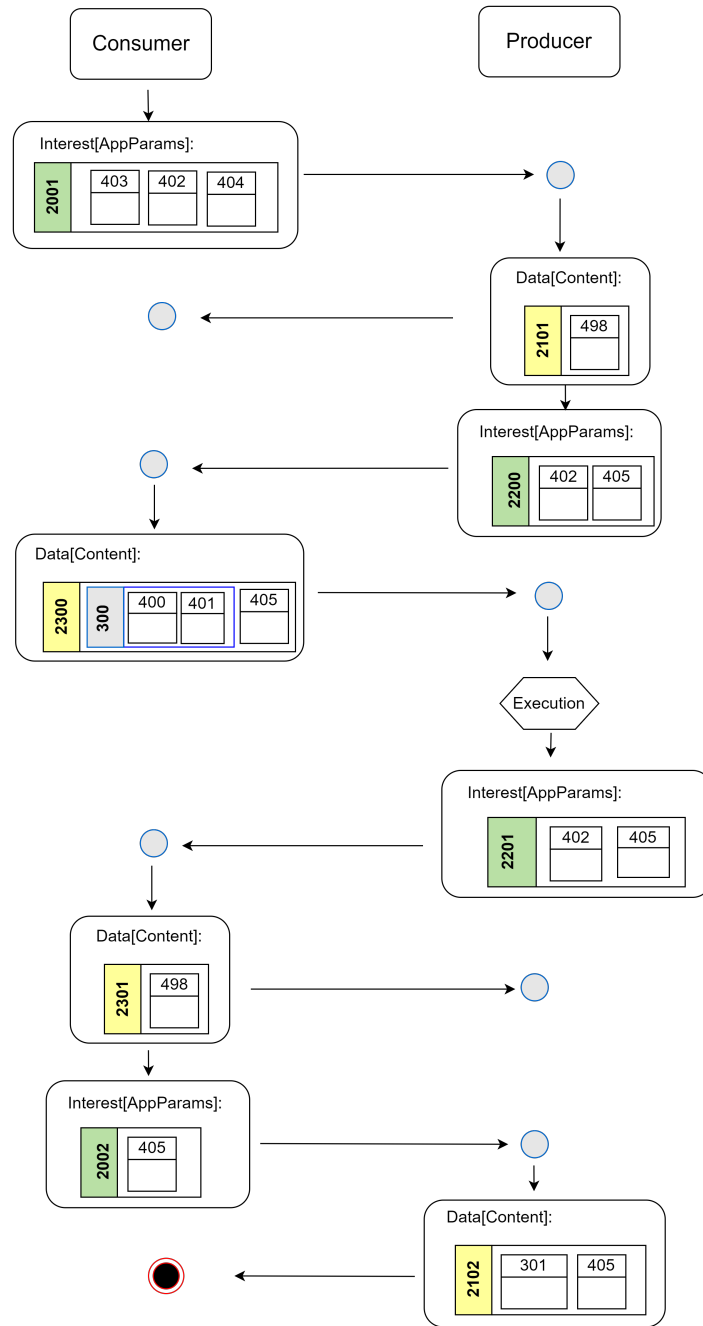 Consumer
Producer
Interest[AppParams]:
2001
403
402
404
Data[Content]:
2101
498
Interest[AppParams]:
2200
402
405
Data[Content]:
2300
300
400
401
405
Execution
Interest[AppParams]:
2201
402
405
Data[Content]:
2301
498
Interest[AppParams]:
2002
405
Data[Content]:
2102
301
405